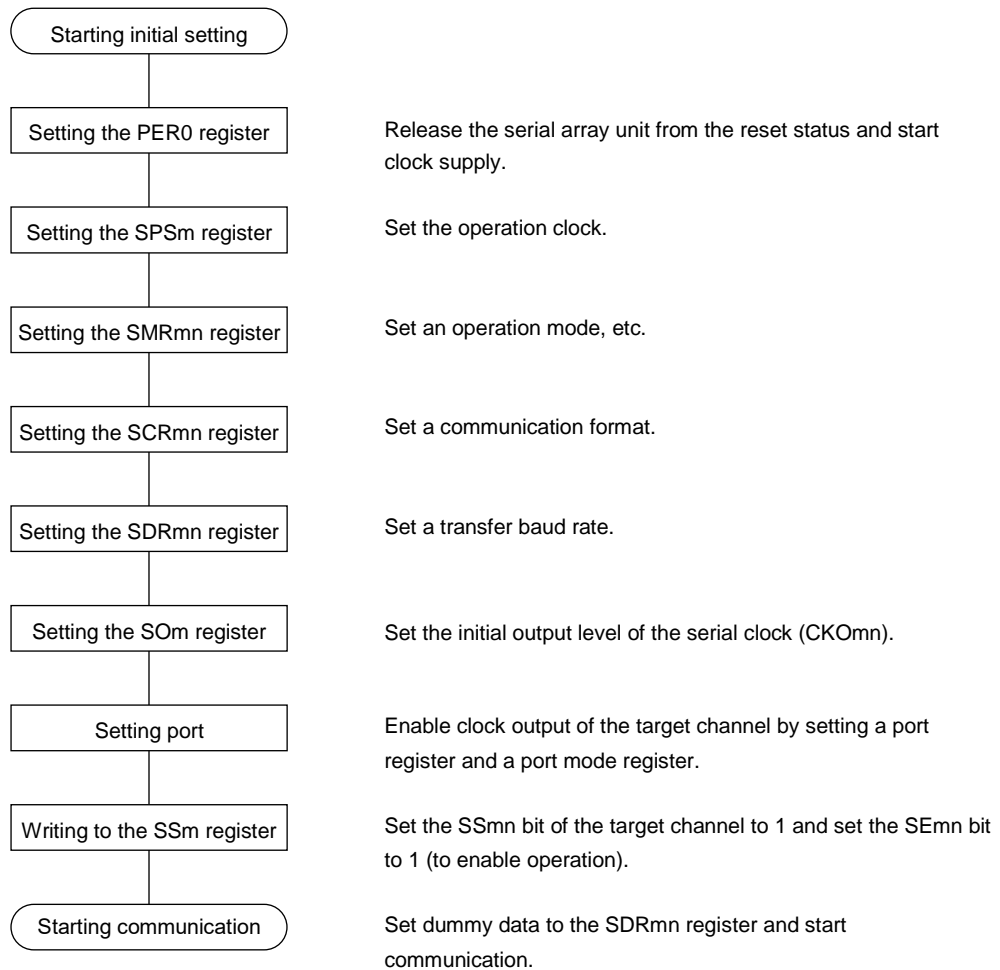 Starting initial setting
Setting the PER0 register
Release the serial array unit from the reset status and start
clock supply.
Setting the SPSm register
Set the operation clock.
Setting the SMRmn register
Set an operation mode, etc.
Setting the SCRmn register
Set a communication format.
Setting the SDRmn register
Set a transfer baud rate.
Setting the SOm register
Set the initial output level of the serial clock (CKOmn).
Setting port
Enable clock output of the target channel by setting a port
register and a port mode register.
Writing to the SSm register
Set the SSmn bit of the target channel to 1 and set the SEmn bit
to 1 (to enable operation).
Starting communication
Set dummy data to the SDRmn register and start
communication.